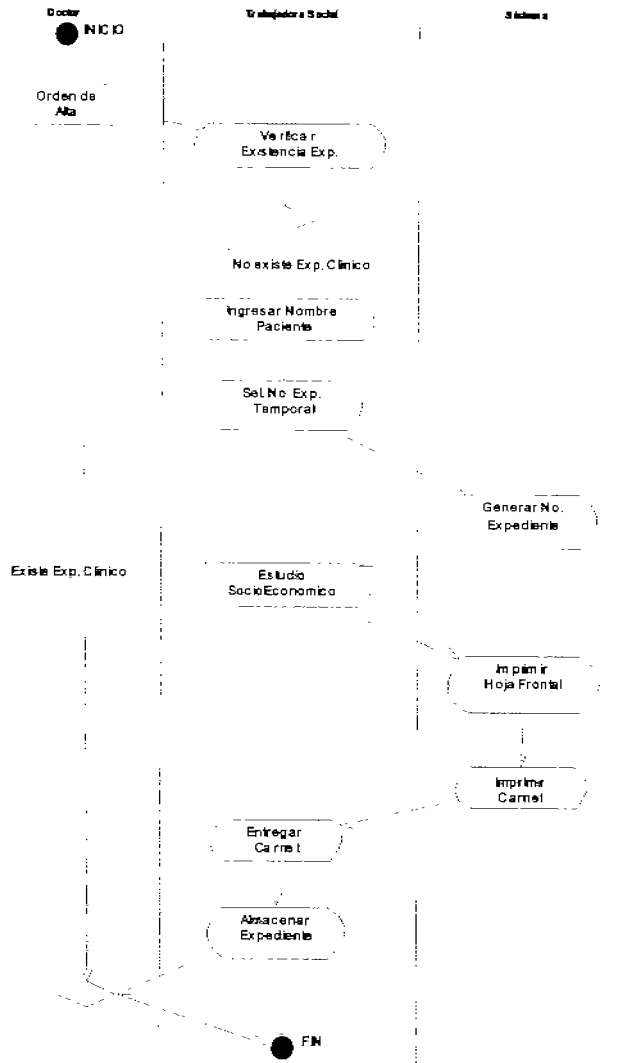 Doctor
Trabajadora Social
Sistema
INICIO
Orden de
Alta
Verificar
Existencia Exp.
No existe Exp. Clinico
Ingresar Nombre
Paciente
Sel. No. Exp.
Temporal
Generar No.
Expediente
Existe Exp. Clinico
Estudio
SocioEconomico
Imprimir
Hoja Frontal
Imprimir
Carnet
Entregar
Carnet
Almacenar
Expediente
FIN